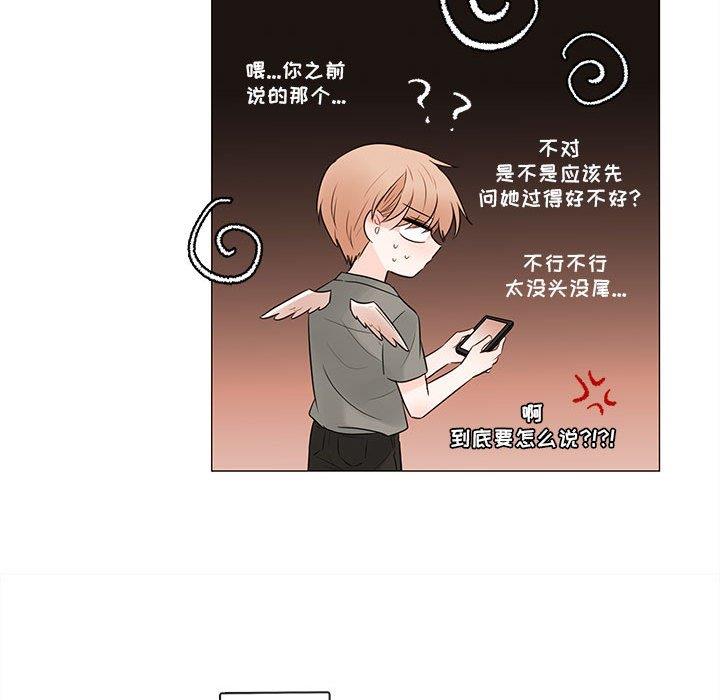 喂...你之前
说的那个...
??
不对
是不是应该先
问她过得好不好?
不行不行
太没头没尾...
啊
到底要怎么说?!?!